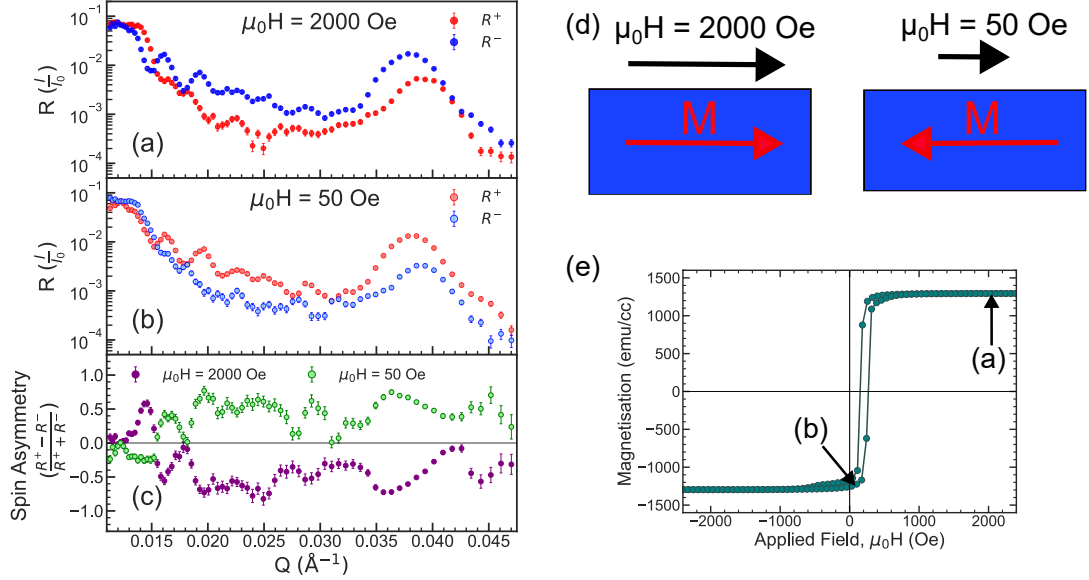 μ₀H = 2000 Oe
R⁺
R⁻
R (I/I₀)
10⁻¹
10⁻²
10⁻³
10⁻⁴
(a)
μ₀H = 50 Oe
R⁺
R⁻
R (I/I₀)
10⁻¹
10⁻²
10⁻³
10⁻⁴
(b)
μ₀H = 2000 Oe
μ₀H = 50 Oe
Spin Asymmetry
(R⁺ − R⁻ / R⁺ + R⁻)
1.0
0.5
0.0
−0.5
−1.0
(c)
0.015 0.020 0.025 0.030 0.035 0.040 0.045
Q (Å⁻¹)
(d)
μ₀H = 2000 Oe
μ₀H = 50 Oe
M
M
(e)
Magnetisation (emu/cc)
1500
1000
500
0
−500
−1000
−1500
(a)
(b)
−2000 −1000 0 1000 2000
Applied Field, μ₀H (Oe)